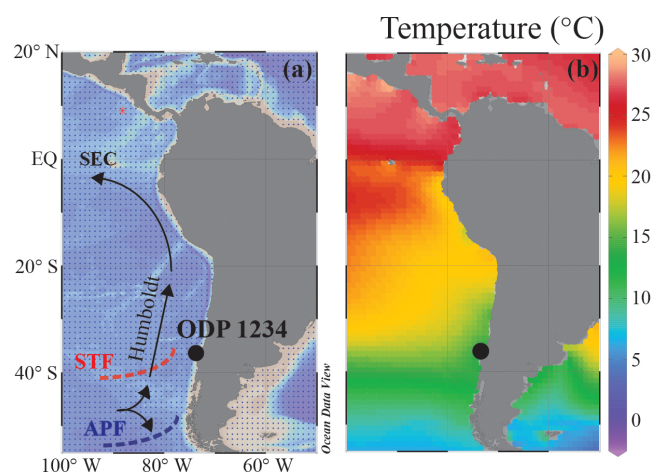 Temperature (°C)
20° N
(a)
(b)
30
SEC
EQ
25
20
20° S
Humboldt
15
ODP 1234
STF
10
40° S
5
APF
0
Ocean Data View
100° W
80° W
60° W